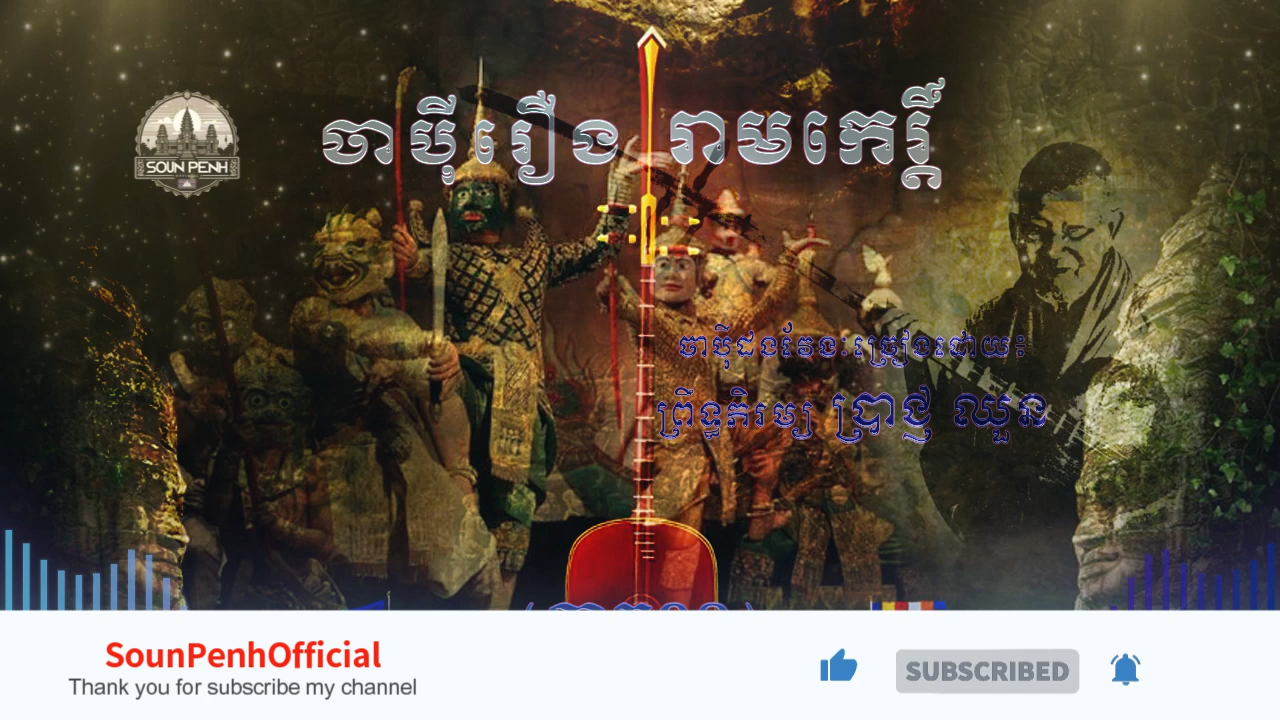 ចាប៉ីរឿង រាមកេរ្តិ៍
SOUN PENH
ចាប៉ីដងវែង ច្រៀងដោយ៖
ព្រឹទ្ធភិរម្យ ប្រាជ្ញ ឈួន
SounPenhOfficial
Thank you for subscribe my channel
SUBSCRIBED